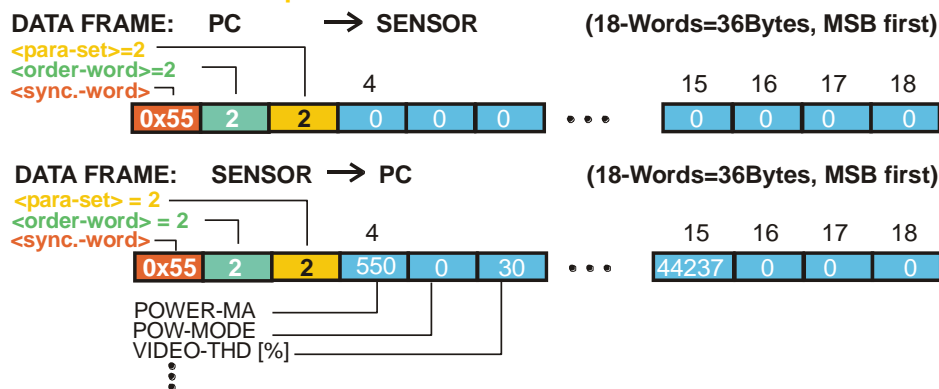 DATA FRAME: PC → SENSOR (18-Words=36Bytes, MSB first)
<para-set>=2
<order-word>=2
<sync.-word>
4 15 16 17 18
0x55 2 2 0 0 0 ••• 0 0 0 0
DATA FRAME: SENSOR → PC (18-Words=36Bytes, MSB first)
<para-set> = 2
<order-word> = 2
<sync.-word>
4 15 16 17 18
0x55 2 2 550 0 30 ••• 44237 0 0 0
POWER-MA
POW-MODE
VIDEO-THD [%]